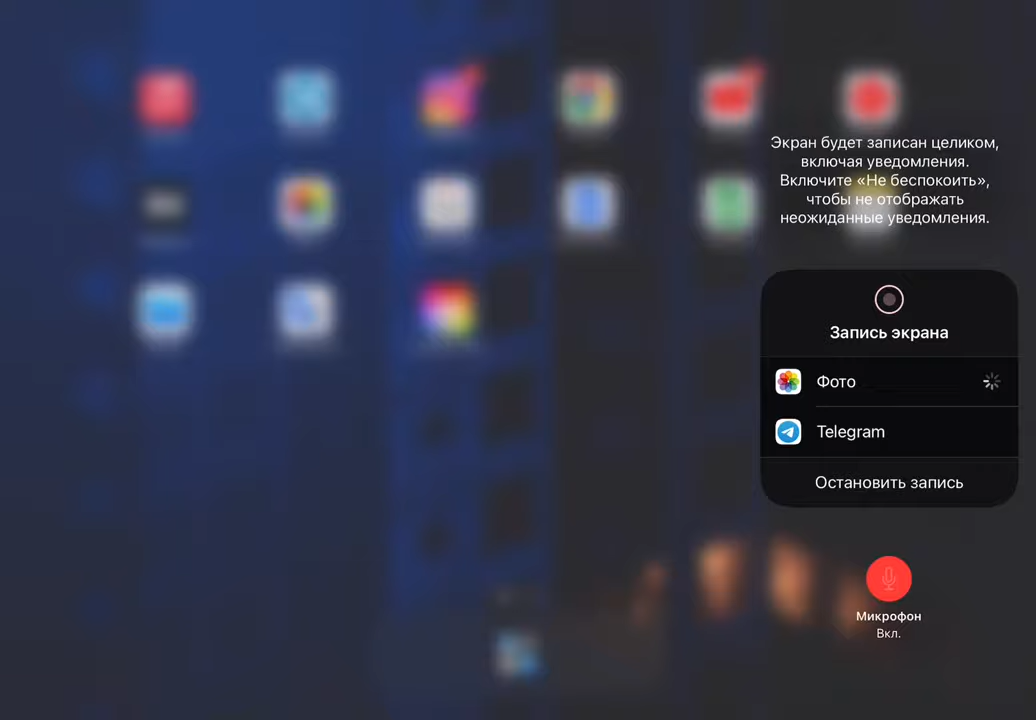 Экран будет записан целиком,
включая уведомления.
Включите «Не беспокоить»,
чтобы не отображать
неожиданные уведомления.
Запись экрана
Фото
Telegram
Остановить запись
Микрофон
Вкл.